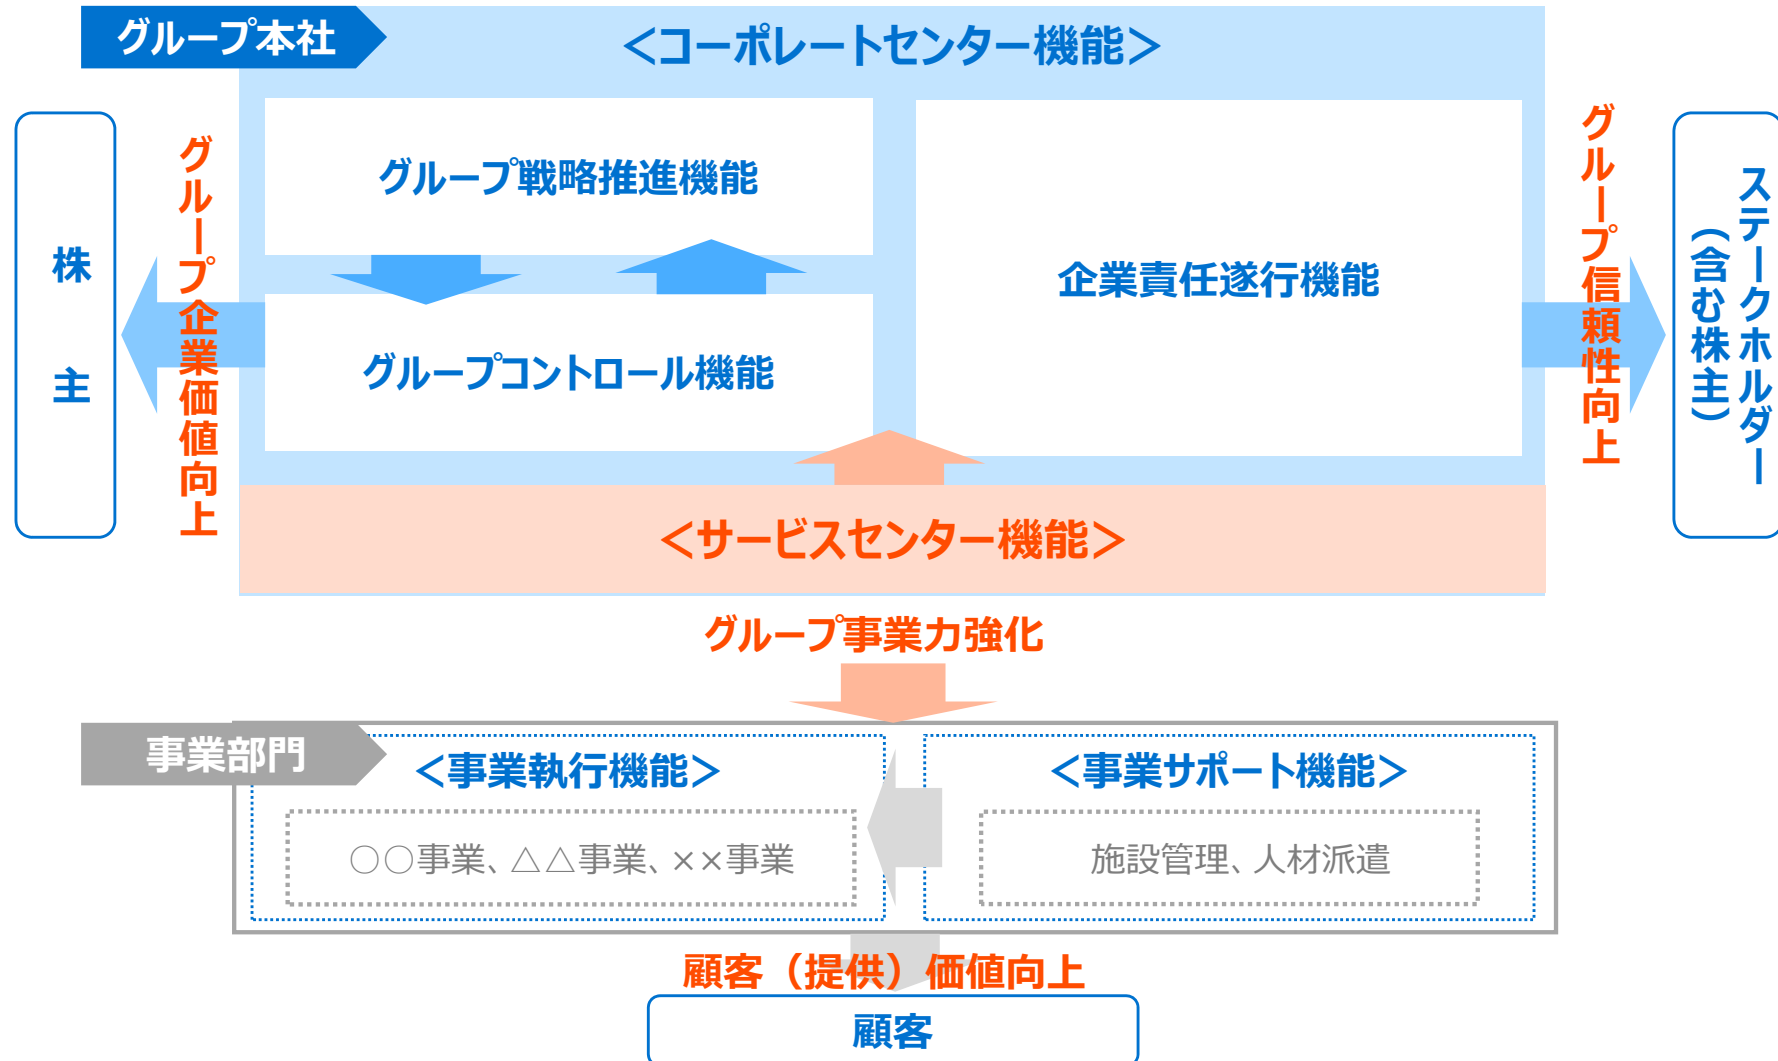 グループ本社
＜コーポレートセンター機能＞
グループ戦略推進機能
グループコントロール機能
企業責任遂行機能
株主
グループ企業価値向上
グループ信頼性向上
ステークホルダー
（含む株主）
＜サービスセンター機能＞
グループ事業力強化
事業部門
＜事業執行機能＞
○○事業、△△事業、××事業
＜事業サポート機能＞
施設管理、人材派遣
顧客（提供）価値向上
顧客